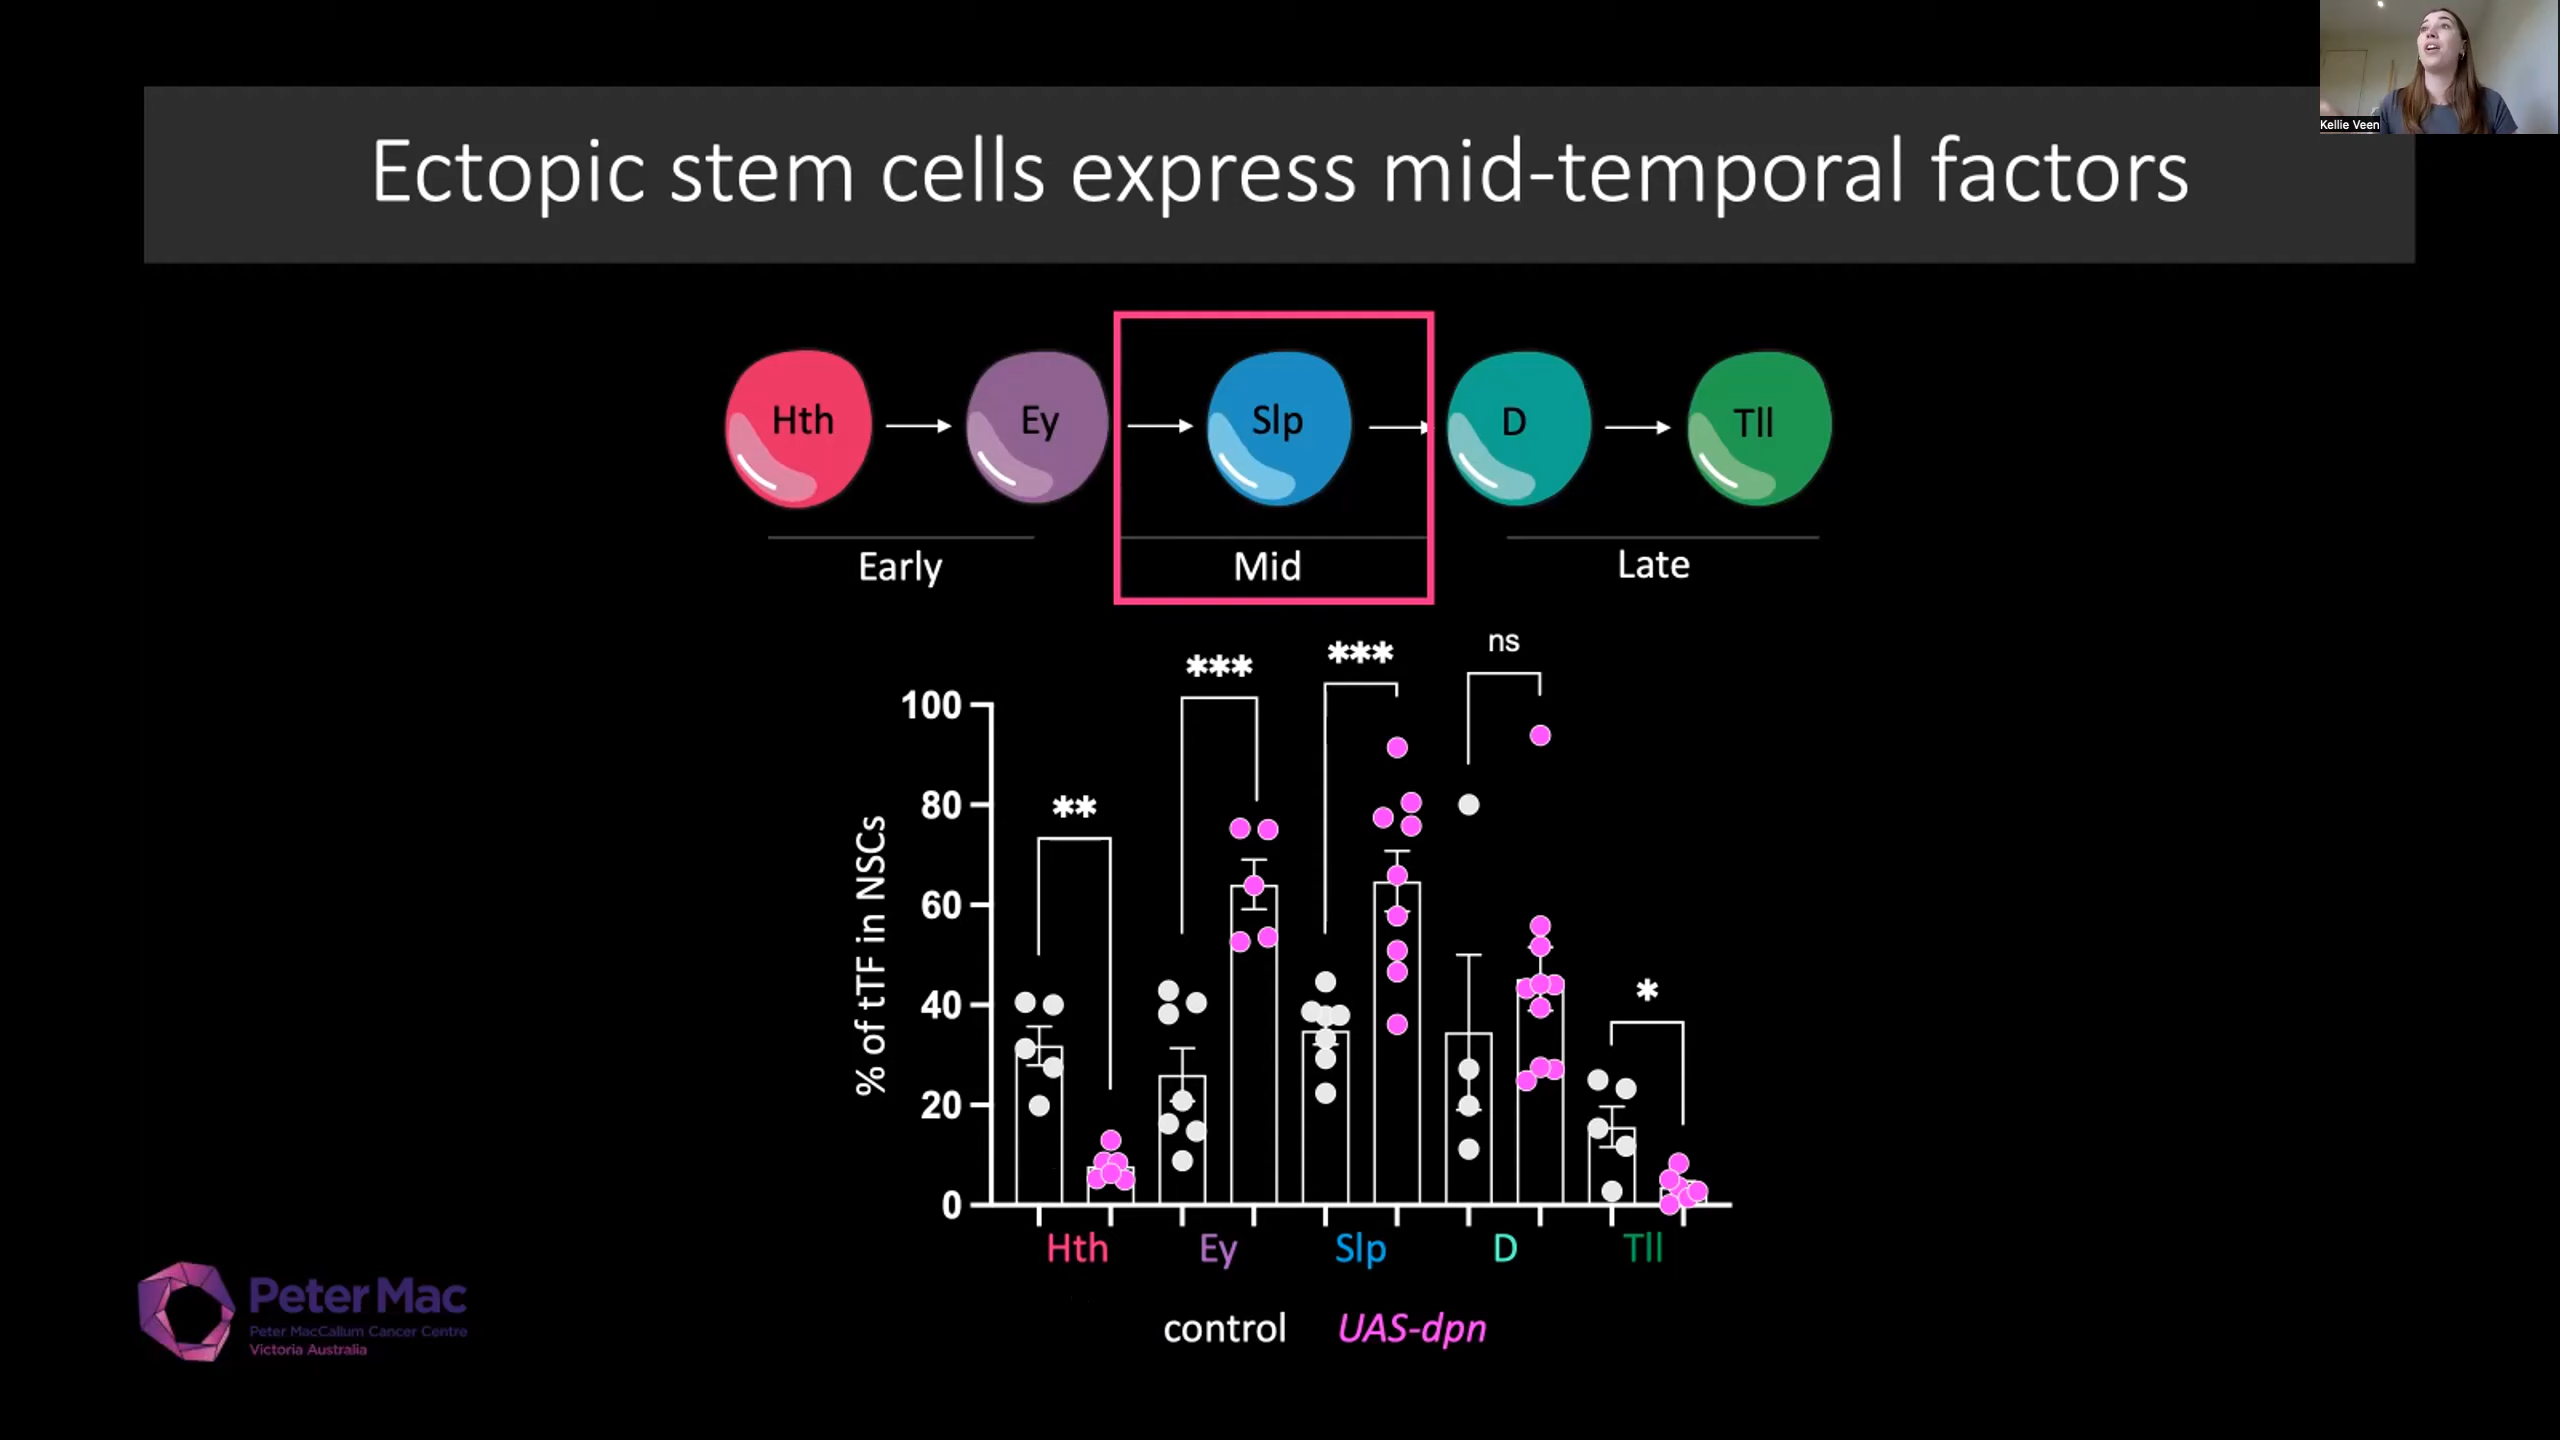 Kellie Veen
Ectopic stem cells express mid-temporal factors
Hth Ey Slp D Tll
Early Mid Late
*** *** ns
** *
100
80
60
40
20
0
% of tTF in NSCs
Hth Ey Slp D Tll
control UAS-dpn
Peter Mac
Peter MacCallum Cancer Centre
Victoria Australia